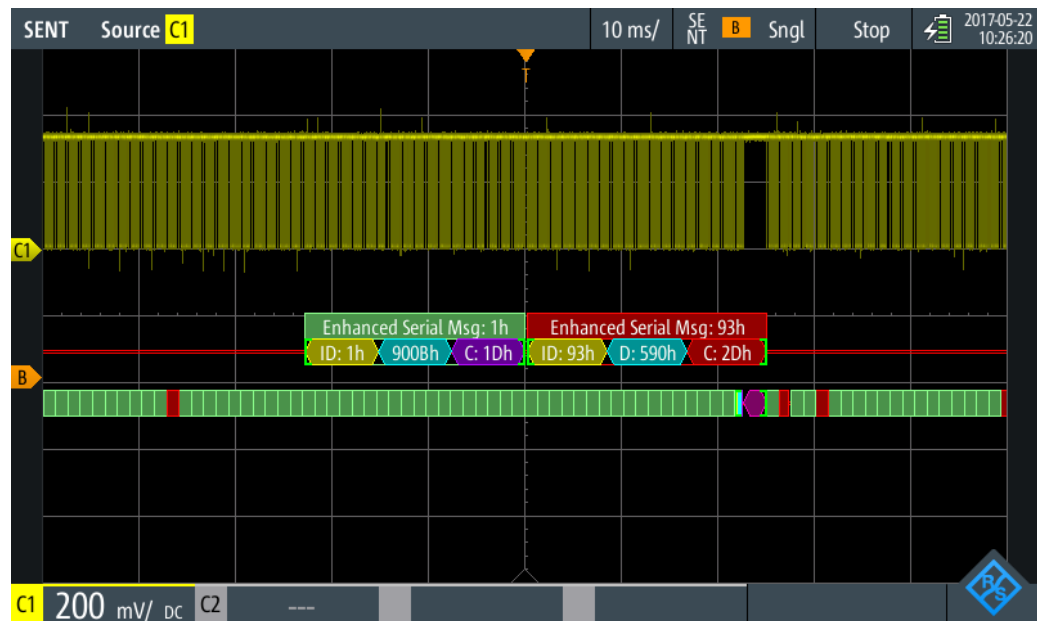 SENT Source C1 10 ms/ SE NT B Sngl Stop 2017-05-22 10:26:20
T
C1
Enhanced Serial Msg: 1h Enhanced Serial Msg: 93h
ID: 1h 900Bh C: 1Dh ID: 93h D: 590h C: 2Dh
B
R&S
C1 200 mV/ DC C2 ---